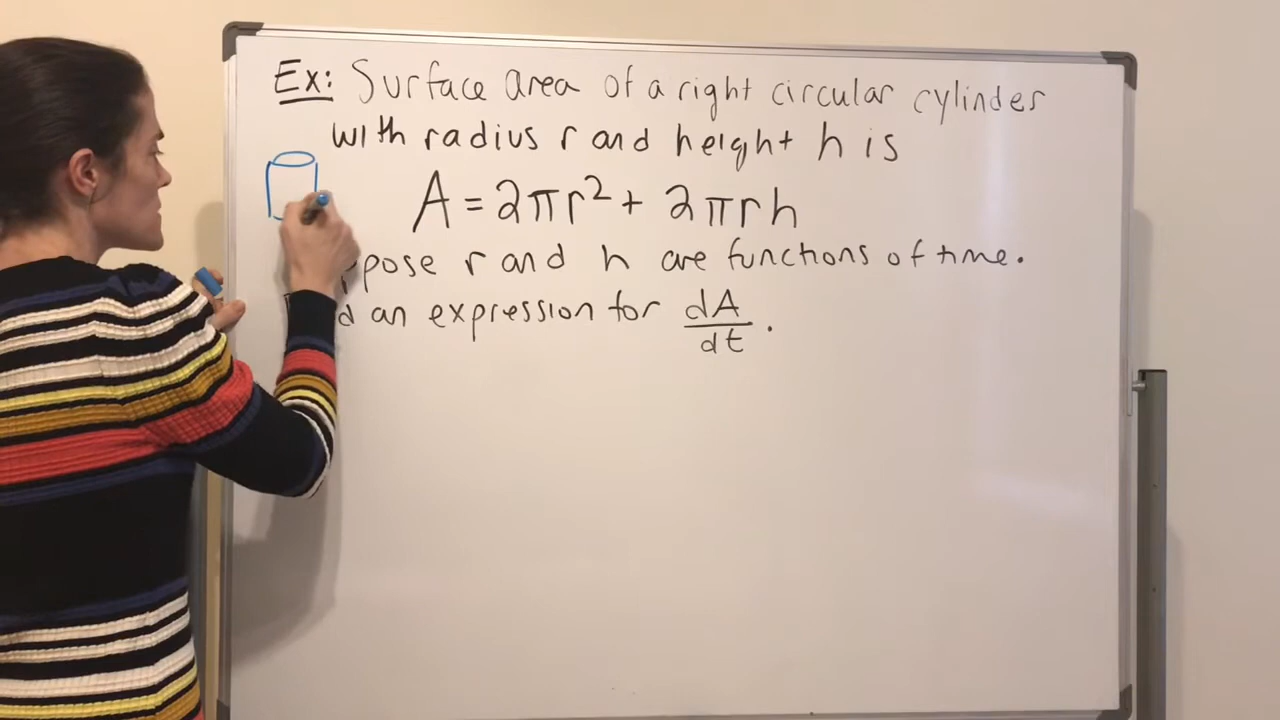 Ex: Surface area of a right circular cylinder
with radius r and height h is
A = 2πr² + 2πrh
r and h are functions of time.
an expression for dA/dt.